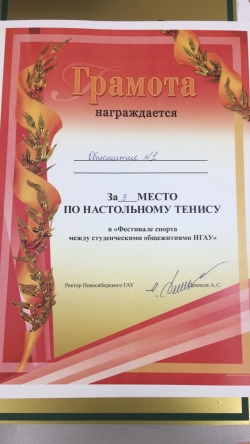 Грамота
награждается
Общежитие №1
За 3 МЕСТО
ПО НАСТОЛЬНОМУ ТЕНИСУ
в «Фестивале спорта
между студенческими общежитиями НГАУ»
Ректор Новосибирского ГАУ А.С.